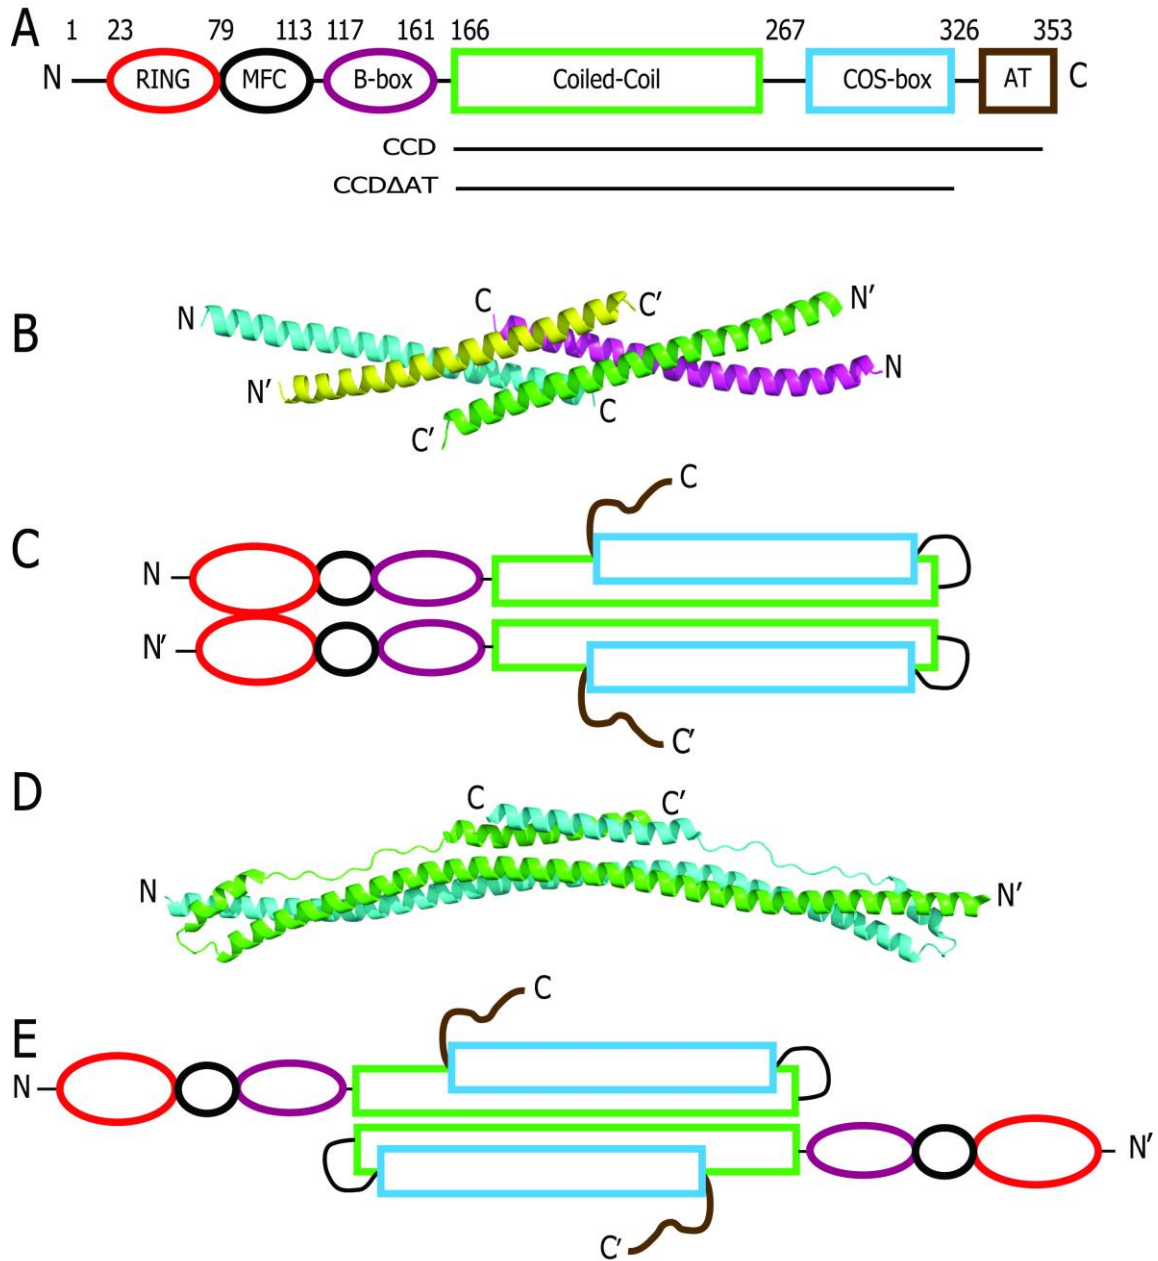 A 1 23 79 113 117 161 166 267 326 353
N RING MFC B-box Coiled-Coil COS-box AT C
CCD
CCDΔAT
B
N C C' N'
N' N
C' C
C
C
N
N'
C'
D
C C'
N N'
E
C
N
N'
C'